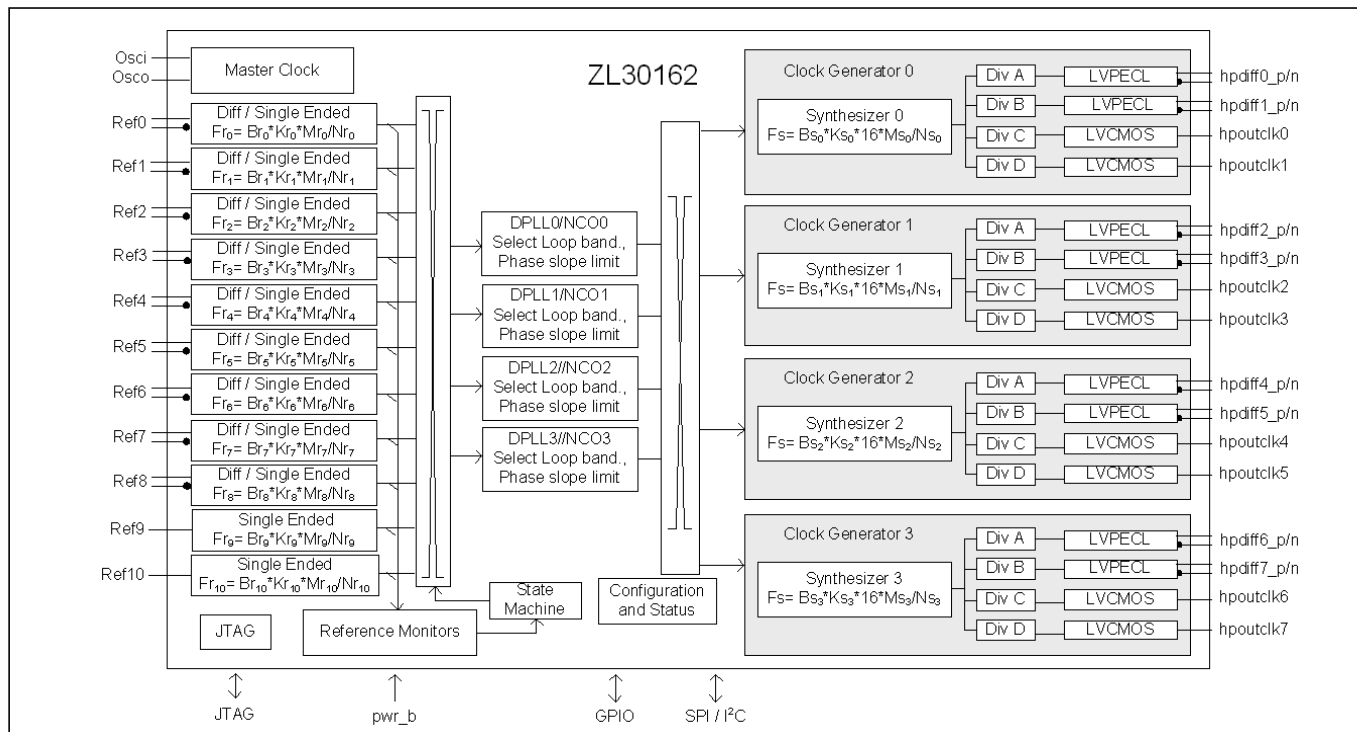 ZL30162
Osci
Osco
Master Clock
Ref0
Diff / Single Ended
Fr₀= Br₀*Kr₀*Mr₀/Nr₀
Ref1
Diff / Single Ended
Fr₁= Br₁*Kr₁*Mr₁/Nr₁
Ref2
Diff / Single Ended
Fr₂= Br₂*Kr₂*Mr₂/Nr₂
Ref3
Diff / Single Ended
Fr₃= Br₃*Kr₃*Mr₃/Nr₃
Ref4
Diff / Single Ended
Fr₄= Br₄*Kr₄*Mr₄/Nr₄
Ref5
Diff / Single Ended
Fr₅= Br₅*Kr₅*Mr₅/Nr₅
Ref6
Diff / Single Ended
Fr₆= Br₆*Kr₆*Mr₆/Nr₆
Ref7
Diff / Single Ended
Fr₇= Br₇*Kr₇*Mr₇/Nr₇
Ref8
Diff / Single Ended
Fr₈= Br₈*Kr₈*Mr₈/Nr₈
Ref9
Single Ended
Fr₉= Br₉*Kr₉*Mr₉/Nr₉
Ref10
Single Ended
Fr₁₀= Br₁₀*Kr₁₀*Mr₁₀/Nr₁₀
JTAG
Reference Monitors
State
Machine
Configuration
and Status
DPLL0/NCO0
Select Loop band.,
Phase slope limit
DPLL1/NCO1
Select Loop band.,
Phase slope limit
DPLL2//NCO2
Select Loop band.,
Phase slope limit
DPLL3//NCO3
Select Loop band.,
Phase slope limit
Clock Generator 0
Synthesizer 0
Fs= Bs₀*Ks₀*16*Ms₀/Ns₀
Div A
LVPECL
hpdiff0_p/n
Div B
LVPECL
hpdiff1_p/n
Div C
LVCMOS
hpoutclk0
Div D
LVCMOS
hpoutclk1
Clock Generator 1
Synthesizer 1
Fs= Bs₁*Ks₁*16*Ms₁/Ns₁
Div A
LVPECL
hpdiff2_p/n
Div B
LVPECL
hpdiff3_p/n
Div C
LVCMOS
hpoutclk2
Div D
LVCMOS
hpoutclk3
Clock Generator 2
Synthesizer 2
Fs= Bs₂*Ks₂*16*Ms₂/Ns₂
Div A
LVPECL
hpdiff4_p/n
Div B
LVPECL
hpdiff5_p/n
Div C
LVCMOS
hpoutclk4
Div D
LVCMOS
hpoutclk5
Clock Generator 3
Synthesizer 3
Fs= Bs₃*Ks₃*16*Ms₃/Ns₃
Div A
LVPECL
hpdiff6_p/n
Div B
LVPECL
hpdiff7_p/n
Div C
LVCMOS
hpoutclk6
Div D
LVCMOS
hpoutclk7
JTAG
pwr_b
GPIO
SPI / I²C